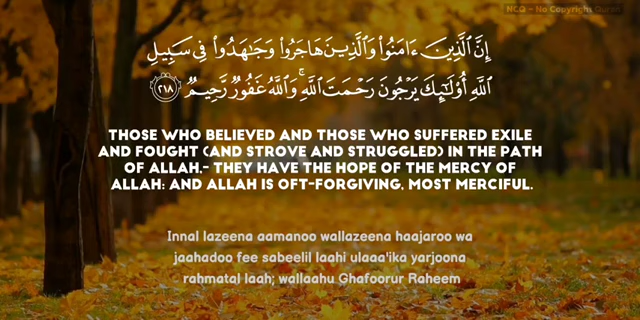 NCQ - No Copyright Quran
إِنَّ ٱلَّذِينَ ءَامَنُوا۟ وَٱلَّذِينَ هَاجَرُوا۟ وَجَـٰهَدُوا۟ فِى سَبِيلِ
ٱللَّهِ أُو۟لَـٰٓئِكَ يَرْجُونَ رَحْمَتَ ٱللَّهِ ۚ وَٱللَّهُ غَفُورٌ رَّحِيمٌ ٢١٨
THOSE WHO BELIEVED AND THOSE WHO SUFFERED EXILE
AND FOUGHT (AND STROVE AND STRUGGLED) IN THE PATH
OF ALLAH,- THEY HAVE THE HOPE OF THE MERCY OF
ALLAH: AND ALLAH IS OFT-FORGIVING, MOST MERCIFUL.
Innal lazeena aamanoo wallazeena haajaroo wa
jaahadoo fee sabeelil laahi ulaaa'ika yarjoona
rahmatal laah; wallaahu Ghafoorur Raheem